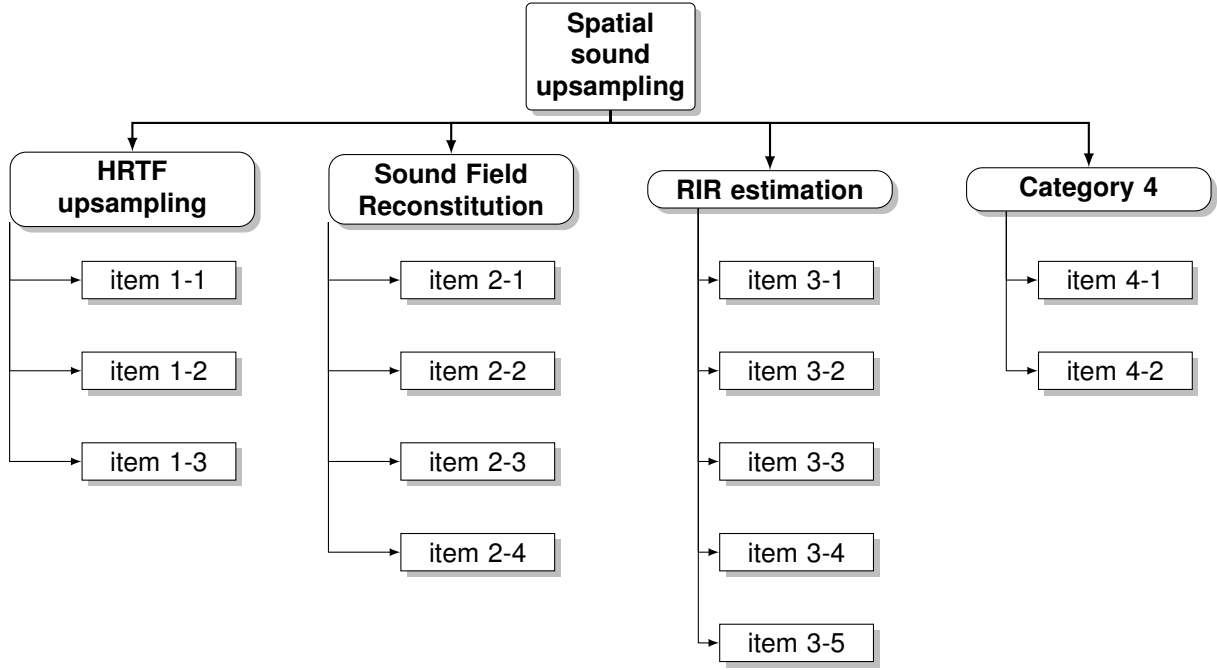 Spatial
sound
upsampling
HRTF
upsampling
item 1-1
item 1-2
item 1-3
Sound Field
Reconstitution
item 2-1
item 2-2
item 2-3
item 2-4
RIR estimation
item 3-1
item 3-2
item 3-3
item 3-4
item 3-5
Category 4
item 4-1
item 4-2